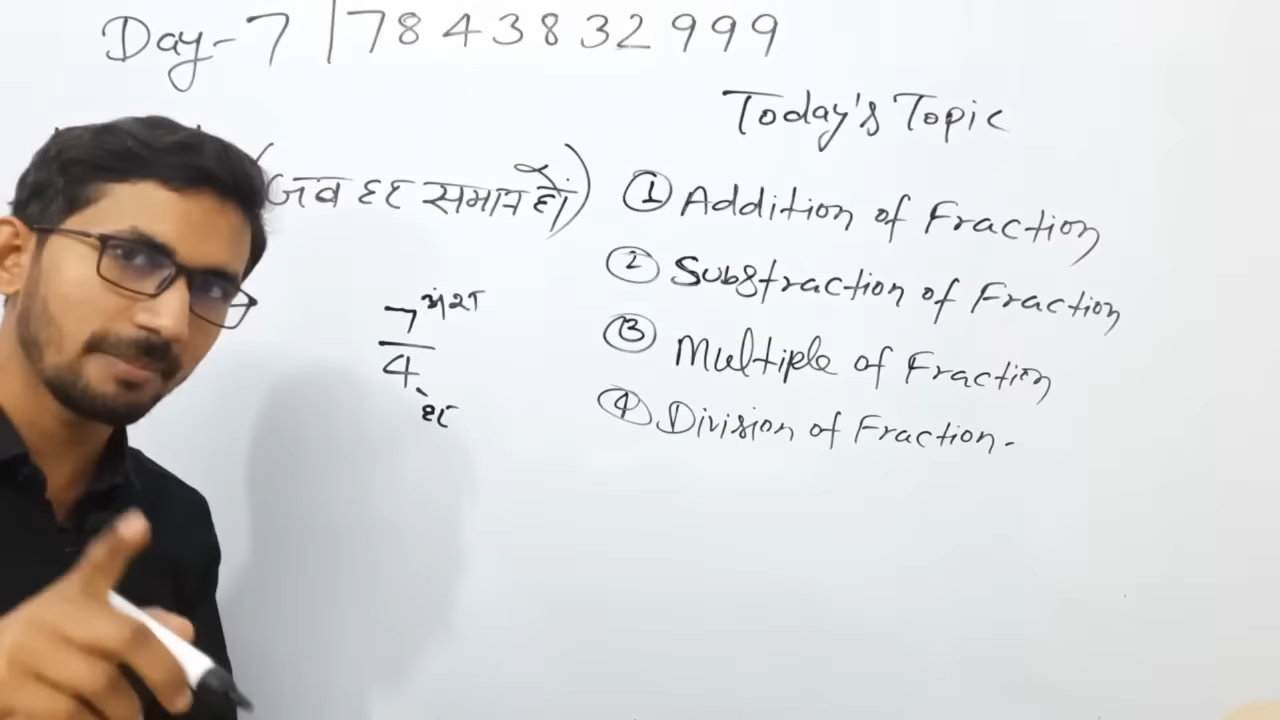 Day-7 | 7843832999
Today's Topic
(जब हर समान हो)
① Addition of Fraction
② Substraction of Fraction
③ Multiple of Fraction
④ Division of Fraction.
7 अंश
4 हर